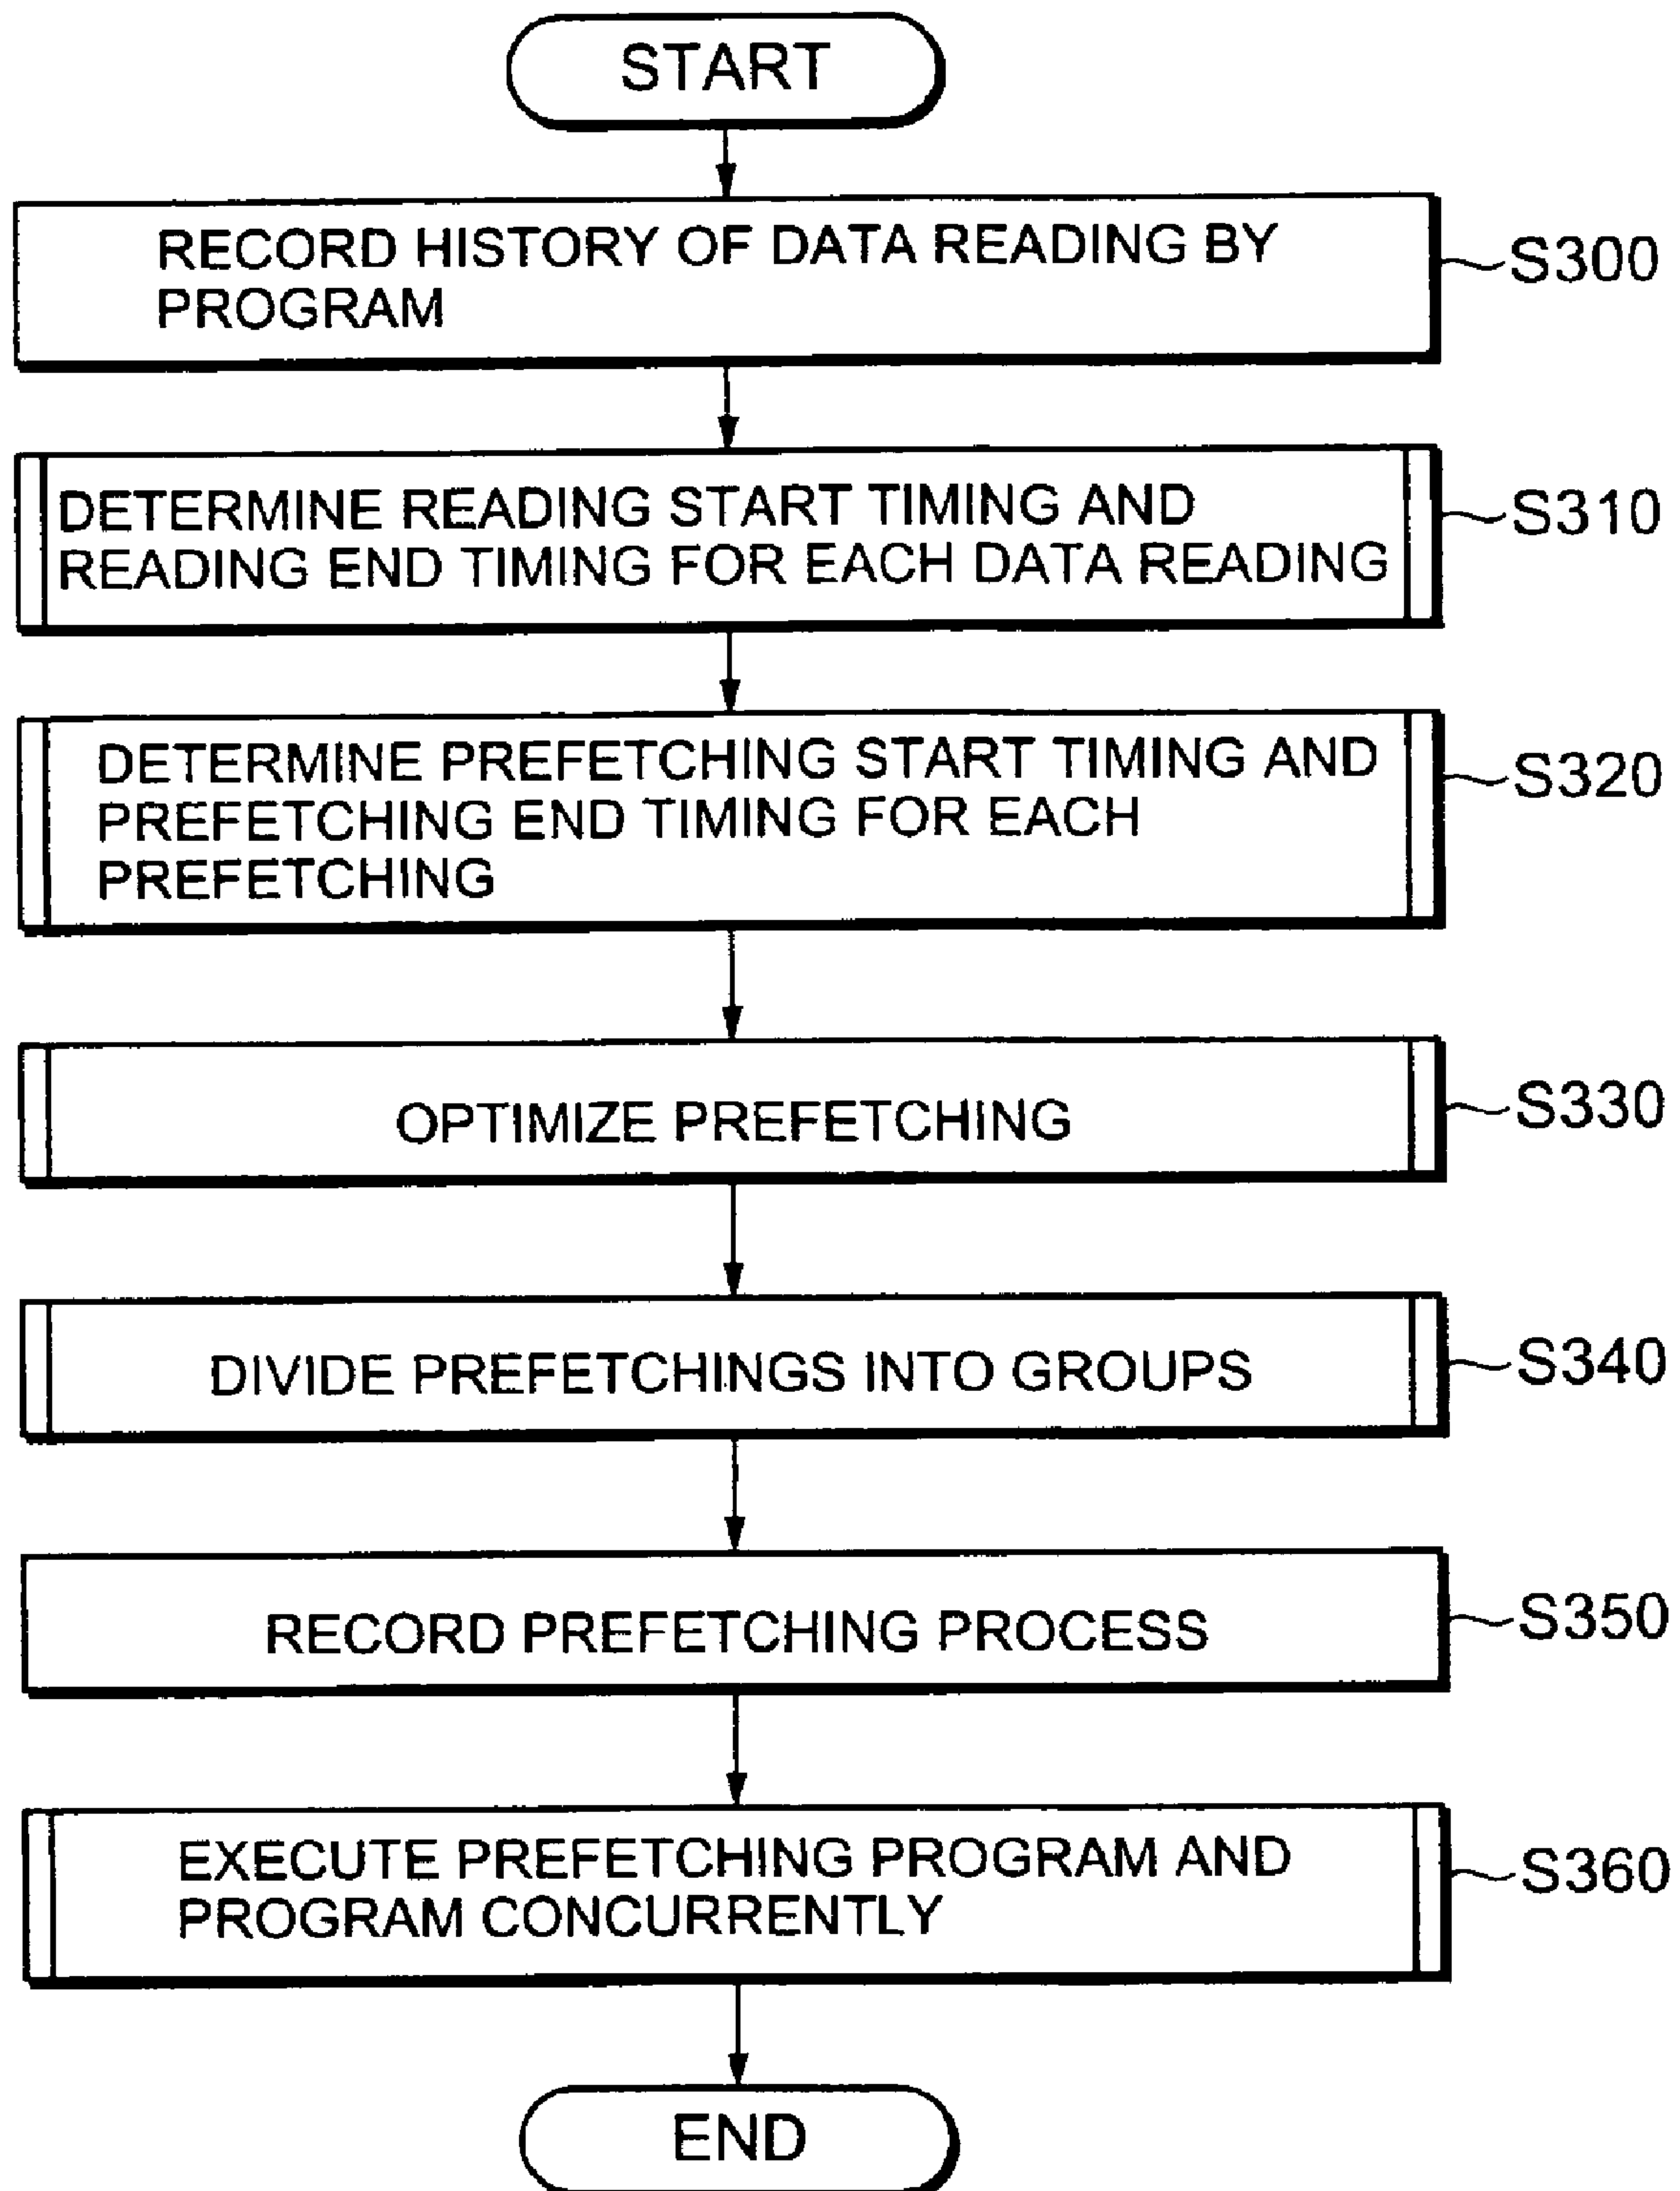 START
RECORD HISTORY OF DATA READING BY
PROGRAM
S300
DETERMINE READING START TIMING AND
READING END TIMING FOR EACH DATA READING
S310
DETERMINE PREFETCHING START TIMING AND
PREFETCHING END TIMING FOR EACH
PREFETCHING
S320
OPTIMIZE PREFETCHING
S330
DIVIDE PREFETCHINGS INTO GROUPS
S340
RECORD PREFETCHING PROCESS
S350
EXECUTE PREFETCHING PROGRAM AND
PROGRAM CONCURRENTLY
S360
END